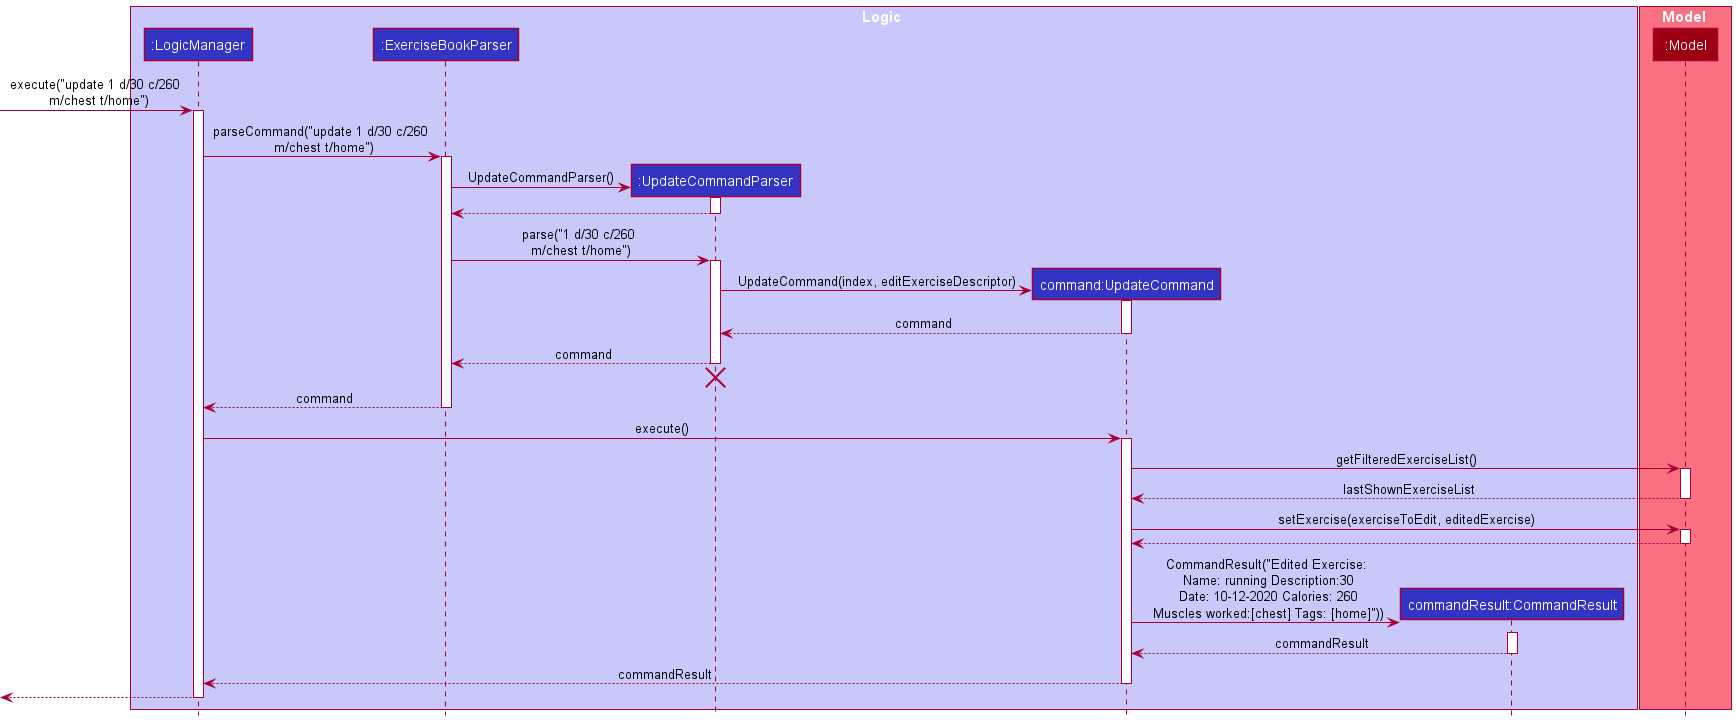 Logic
Model
:LogicManager
:ExerciseBookParser
:Model
execute("update 1 d/30 c/260
m/chest t/home")
parseCommand("update 1 d/30 c/260
m/chest t/home")
UpdateCommandParser()
:UpdateCommandParser
parse("1 d/30 c/260
m/chest t/home")
UpdateCommand(index, editExerciseDescriptor)
command:UpdateCommand
command
command
command
execute()
getFilteredExerciseList()
lastShownExerciseList
setExercise(exerciseToEdit, editedExercise)
CommandResult("Edited Exercise:
Name: running Description:30
Date: 10-12-2020 Calories: 260
Muscles worked:[chest] Tags: [home]"))
commandResult:CommandResult
commandResult
commandResult